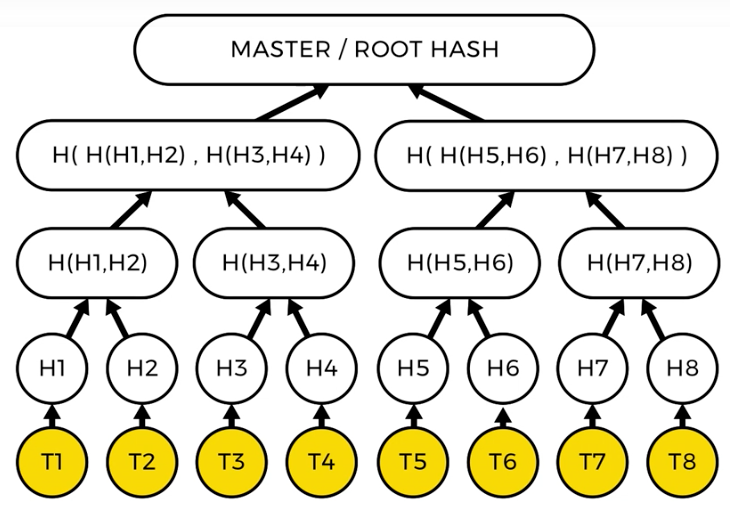 MASTER / ROOT HASH
H( H(H1,H2) , H(H3,H4) )
H( H(H5,H6) , H(H7,H8) )
H(H1,H2)
H(H3,H4)
H(H5,H6)
H(H7,H8)
H1
H2
H3
H4
H5
H6
H7
H8
T1
T2
T3
T4
T5
T6
T7
T8